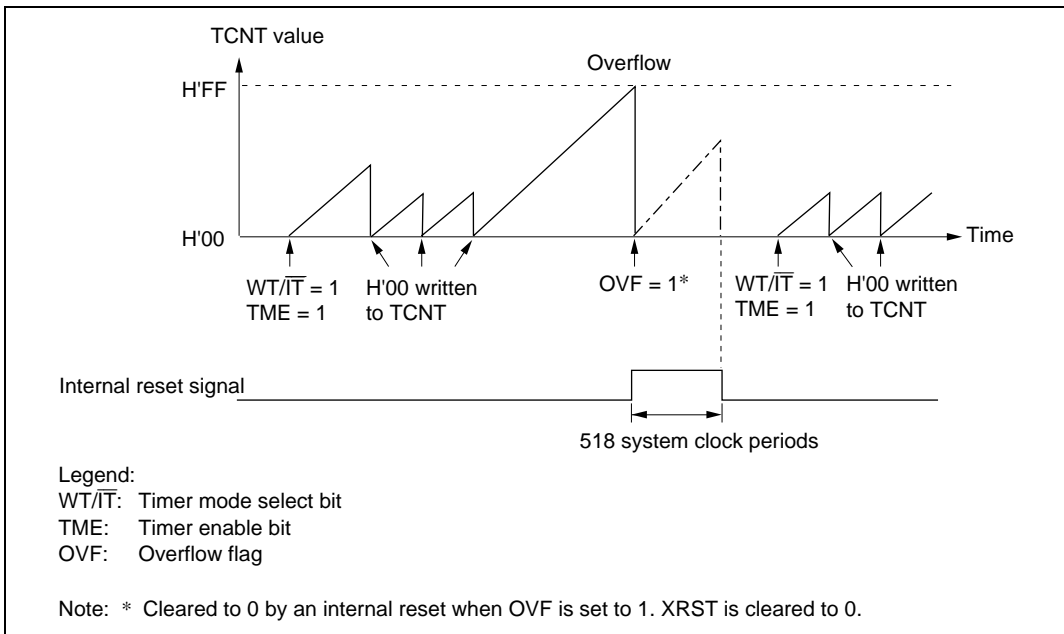 TCNT value
Overflow
H'FF
H'00
Time
WT/I̅T̅ = 1
TME = 1
H'00 written
to TCNT
OVF = 1*
WT/I̅T̅ = 1
TME = 1
H'00 written
to TCNT
Internal reset signal
518 system clock periods
Legend:
WT/I̅T̅: Timer mode select bit
TME: Timer enable bit
OVF: Overflow flag
Note: * Cleared to 0 by an internal reset when OVF is set to 1. XRST is cleared to 0.